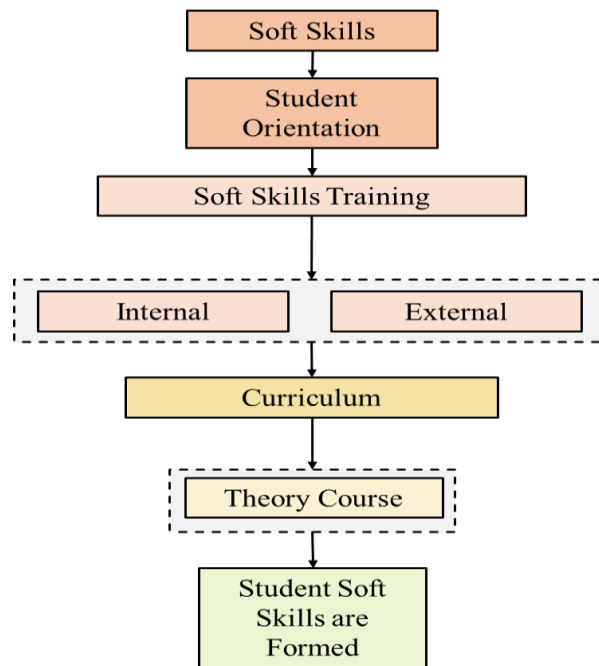 Soft Skills
Student
Orientation
Soft Skills Training
Internal
External
Curriculum
Theory Course
Student Soft
Skills are
Formed